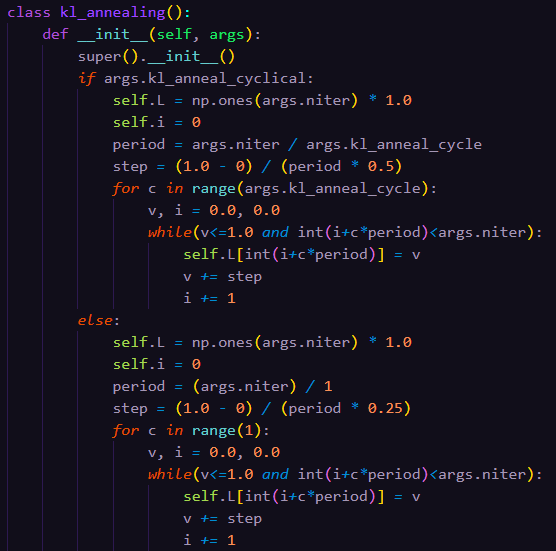 class kl_annealing():
    def __init__(self, args):
        super().__init__()
        if args.kl_anneal_cyclical:
            self.L = np.ones(args.niter) * 1.0
            self.i = 0
            period = args.niter / args.kl_anneal_cycle
            step = (1.0 - 0) / (period * 0.5)
            for c in range(args.kl_anneal_cycle):
                v, i = 0.0, 0.0
                while(v<=1.0 and int(i+c*period)<args.niter):
                    self.L[int(i+c*period)] = v
                    v += step
                    i += 1
        else:
            self.L = np.ones(args.niter) * 1.0
            self.i = 0
            period = (args.niter) / 1
            step = (1.0 - 0) / (period * 0.25)
            for c in range(1):
                v, i = 0.0, 0.0
                while(v<=1.0 and int(i+c*period)<args.niter):
                    self.L[int(i+c*period)] = v
                    v += step
                    i += 1